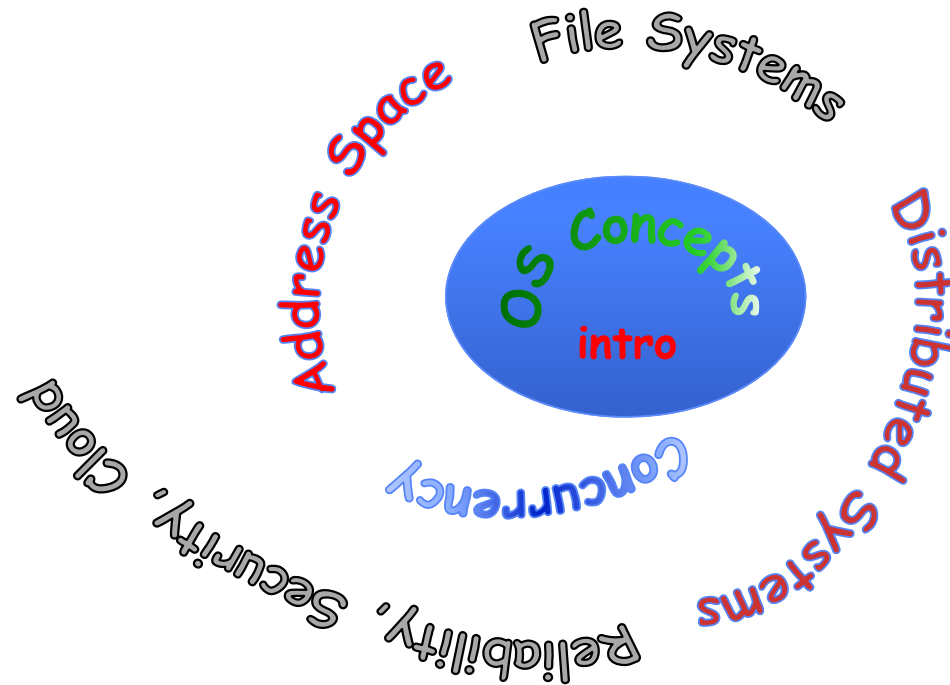 OS Concepts
intro
Concurrency
Address Space
File Systems
Distributed Systems
Reliability, Security, Cloud